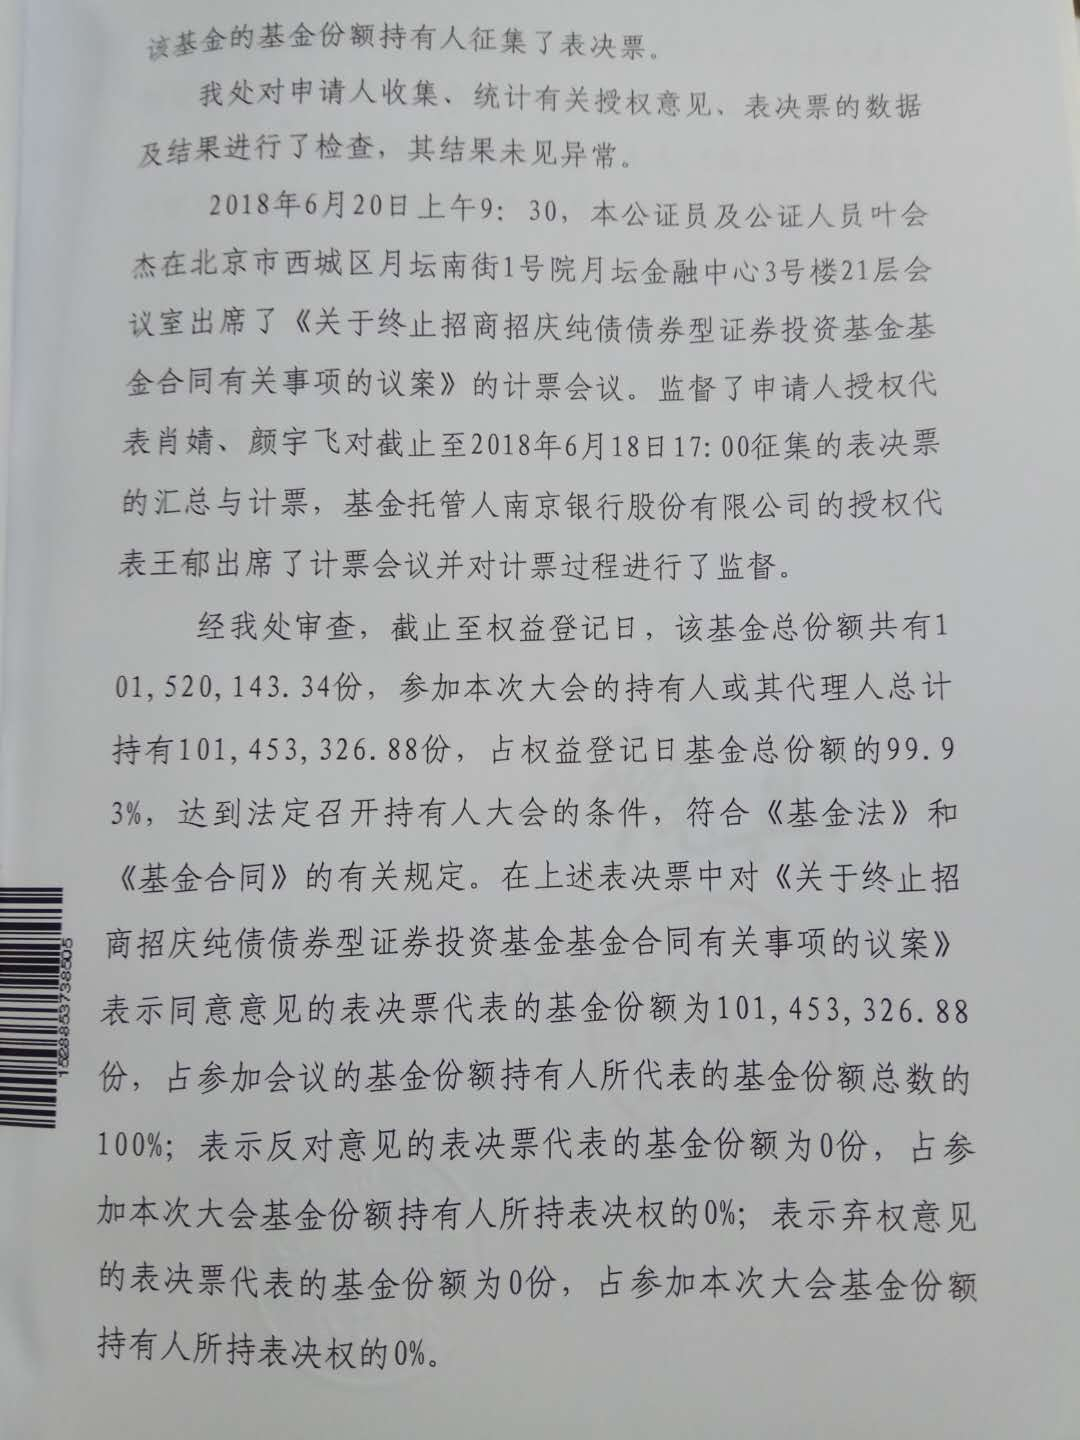 该基金的基金份额持有人征集了表决票。
我处对申请人收集、统计有关授权意见、表决票的数据
及结果进行了检查，其结果未见异常。
2018年6月20日上午9：30，本公证员及公证人员叶会
杰在北京市西城区月坛南街1号院月坛金融中心3号楼21层会
议室出席了《关于终止招商招庆纯债债券型证券投资基金基
金合同有关事项的议案》的计票会议。监督了申请人授权代
表肖婧、颜宇飞对截止至2018年6月18日17：00征集的表决票
的汇总与计票，基金托管人南京银行股份有限公司的授权代
表王郁出席了计票会议并对计票过程进行了监督。
经我处审查，截止至权益登记日，该基金总份额共有1
01,520,143.34份，参加本次大会的持有人或其代理人总计
持有101,453,326.88份，占权益登记日基金总份额的99.9
3%，达到法定召开持有人大会的条件，符合《基金法》和
《基金合同》的有关规定。在上述表决票中对《关于终止招
商招庆纯债债券型证券投资基金基金合同有关事项的议案》
表示同意意见的表决票代表的基金份额为101,453,326.88
份，占参加会议的基金份额持有人所代表的基金份额总数的
100%；表示反对意见的表决票代表的基金份额为0份，占参
加本次大会基金份额持有人所持表决权的0%；表示弃权意见
的表决票代表的基金份额为0份，占参加本次大会基金份额
持有人所持表决权的0%。
1528853738505